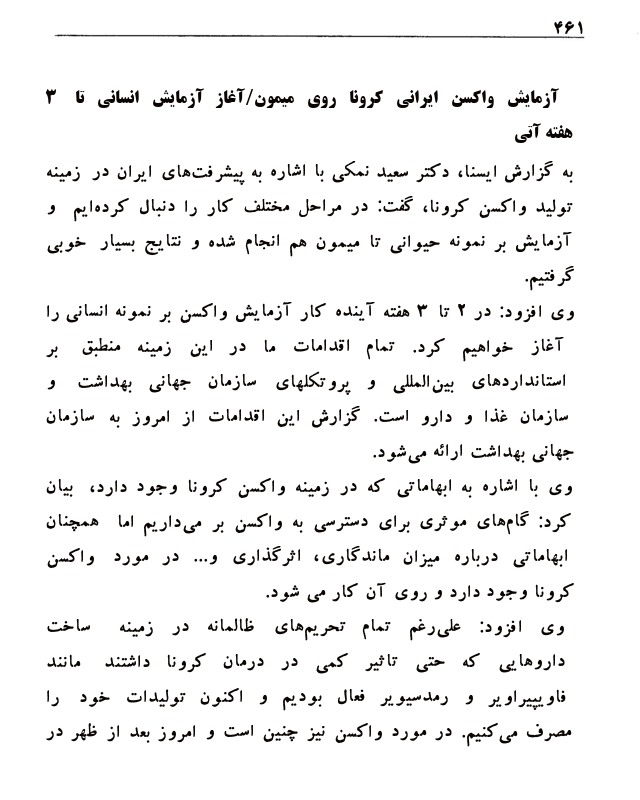 ۴۶۱
آزمایش واکسن ایرانی کرونا روی میمون/آغاز آزمایش انسانی تا ۳
هفته آتی
به گزارش ایسنا، دکتر سعید نمکی با اشاره به پیشرفت‌های ایران در زمینه
تولید واکسن کرونا، گفت: در مراحل مختلف کار را دنبال کرده‌ایم و
آزمایش بر نمونه حیوانی تا میمون هم انجام شده و نتایج بسیار خوبی
گرفتیم.
وی افزود: در ۲ تا ۳ هفته آینده کار آزمایش واکسن بر نمونه انسانی را
آغاز خواهیم کرد. تمام اقدامات ما در این زمینه منطبق بر
استانداردهای بین‌المللی و پروتکلهای سازمان جهانی بهداشت و
سازمان غذا و دارو است. گزارش این اقدامات از امروز به سازمان
جهانی بهداشت ارائه می‌شود.
وی با اشاره به ابهاماتی که در زمینه واکسن کرونا وجود دارد، بیان
کرد: گام‌های موثری برای دسترسی به واکسن بر می‌داریم اما همچنان
ابهاماتی درباره میزان ماندگاری، اثرگذاری و... در مورد واکسن
کرونا وجود دارد و روی آن کار می شود.
وی افزود: علی‌رغم تمام تحریم‌های ظالمانه در زمینه ساخت
داروهایی که حتی تاثیر کمی در درمان کرونا داشتند مانند
فاویپیراویر و رمدسیویر فعال بودیم و اکنون تولیدات خود را
مصرف می‌کنیم. در مورد واکسن نیز چنین است و امروز بعد از ظهر در